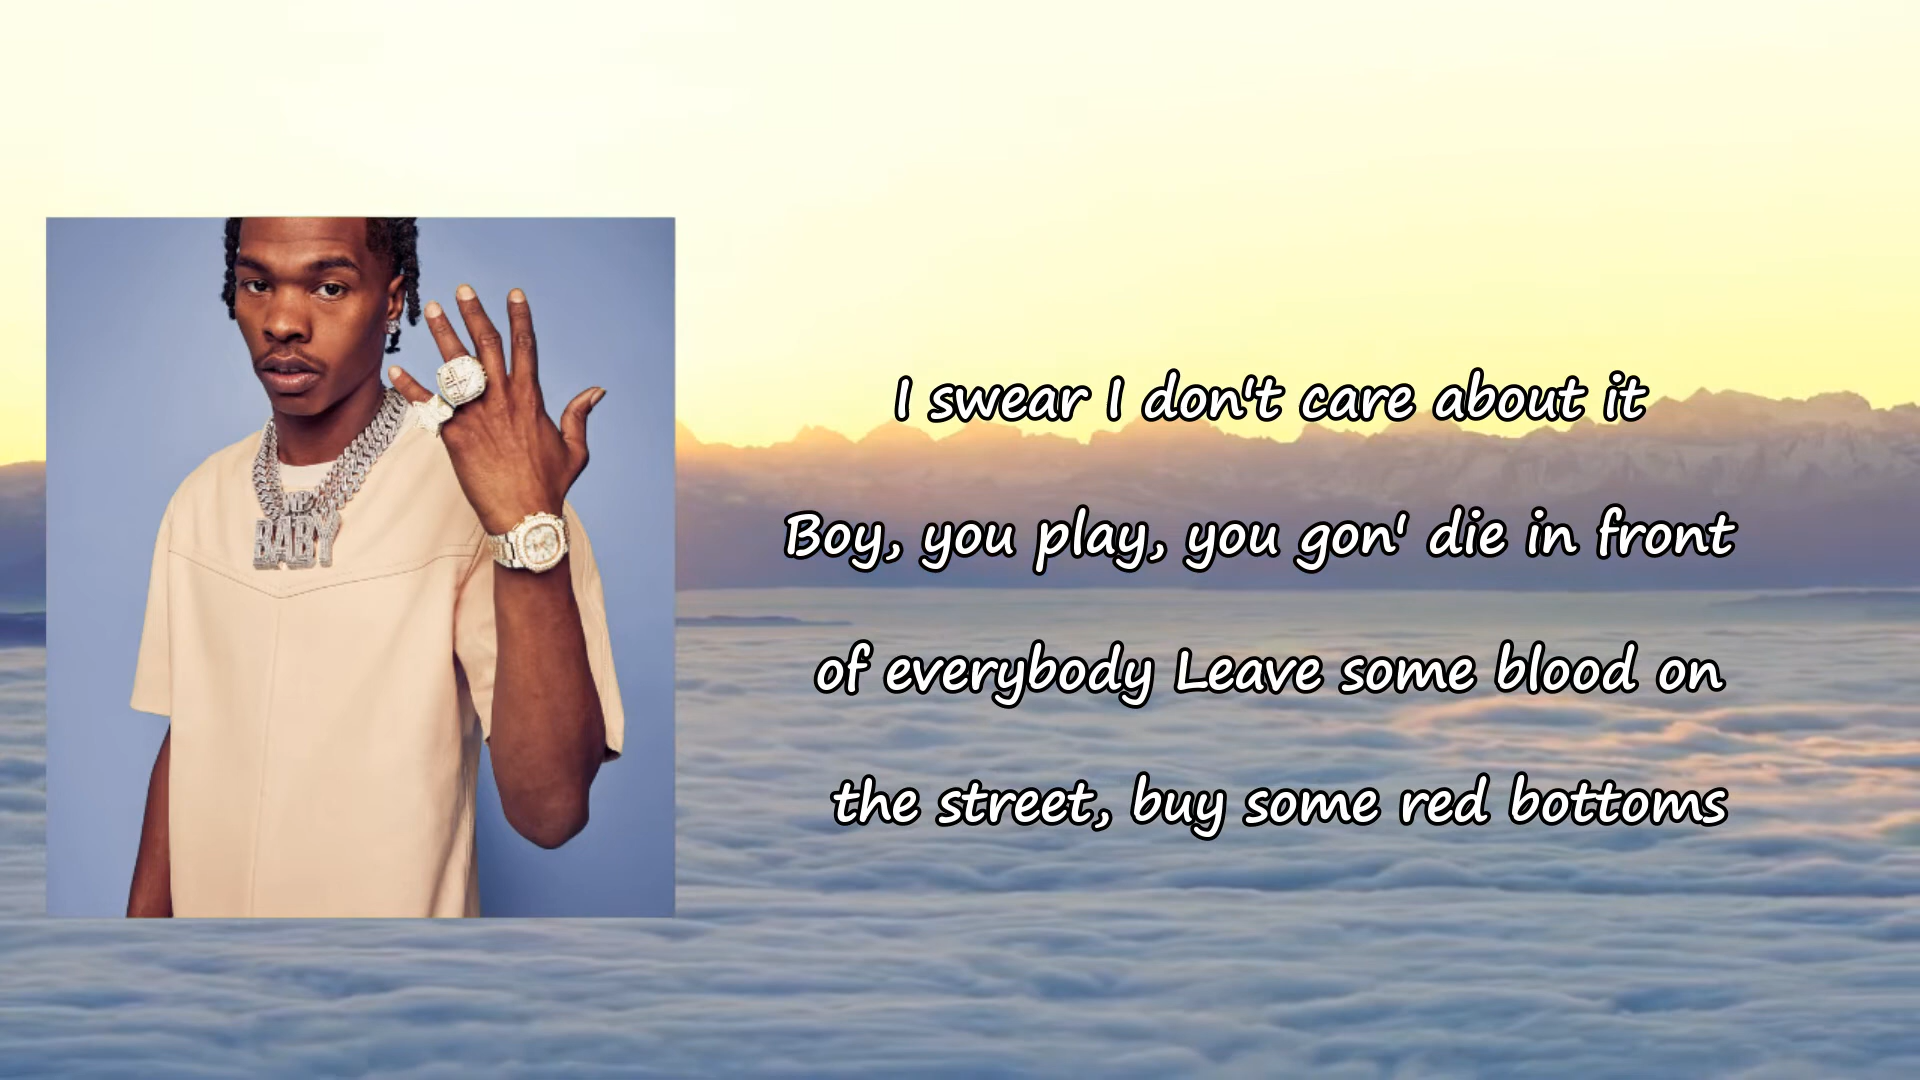 I swear I don't care about it
Boy, you play, you gon' die in front
of everybody Leave some blood on
the street, buy some red bottoms
BABY